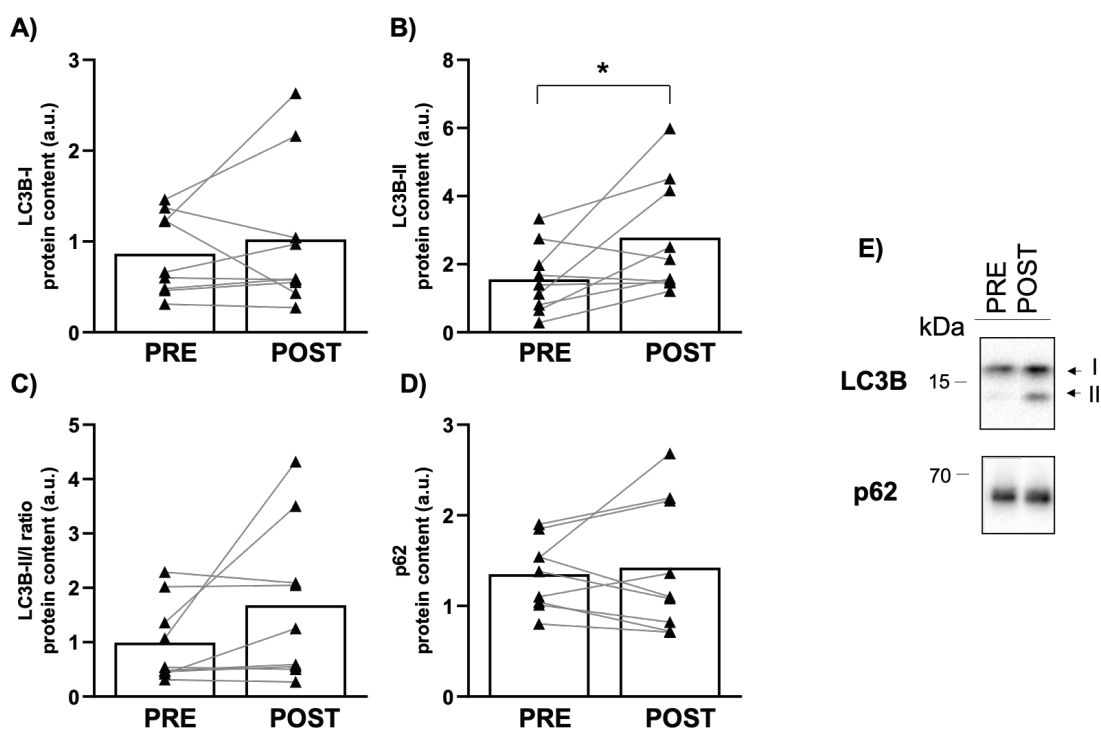 A)
LC3B-I
protein content (a.u.)
3
2
1
0
PRE POST
B)
LC3B-II
protein content (a.u.)
8
6
4
2
0
*
PRE POST
C)
LC3B-II/I ratio
protein content (a.u.)
5
4
3
2
1
0
PRE POST
D)
p62
protein content (a.u.)
3
2
1
0
PRE POST
E)
PRE
POST
kDa
LC3B
15
I
II
70
p62